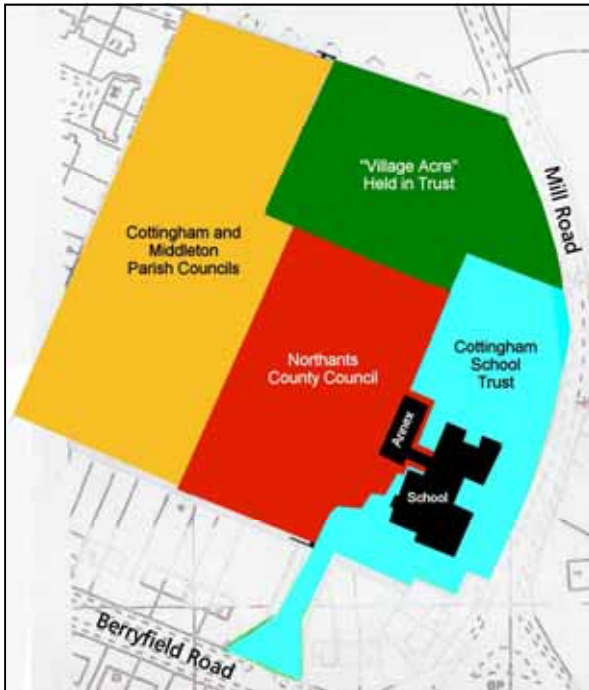 "Village Acre"
Held in Trust
Mill Road
Cottingham and
Middleton
Parish Councils
Northants
County Council
Cottingham
School
Trust
Annex
School
Berryfield Road